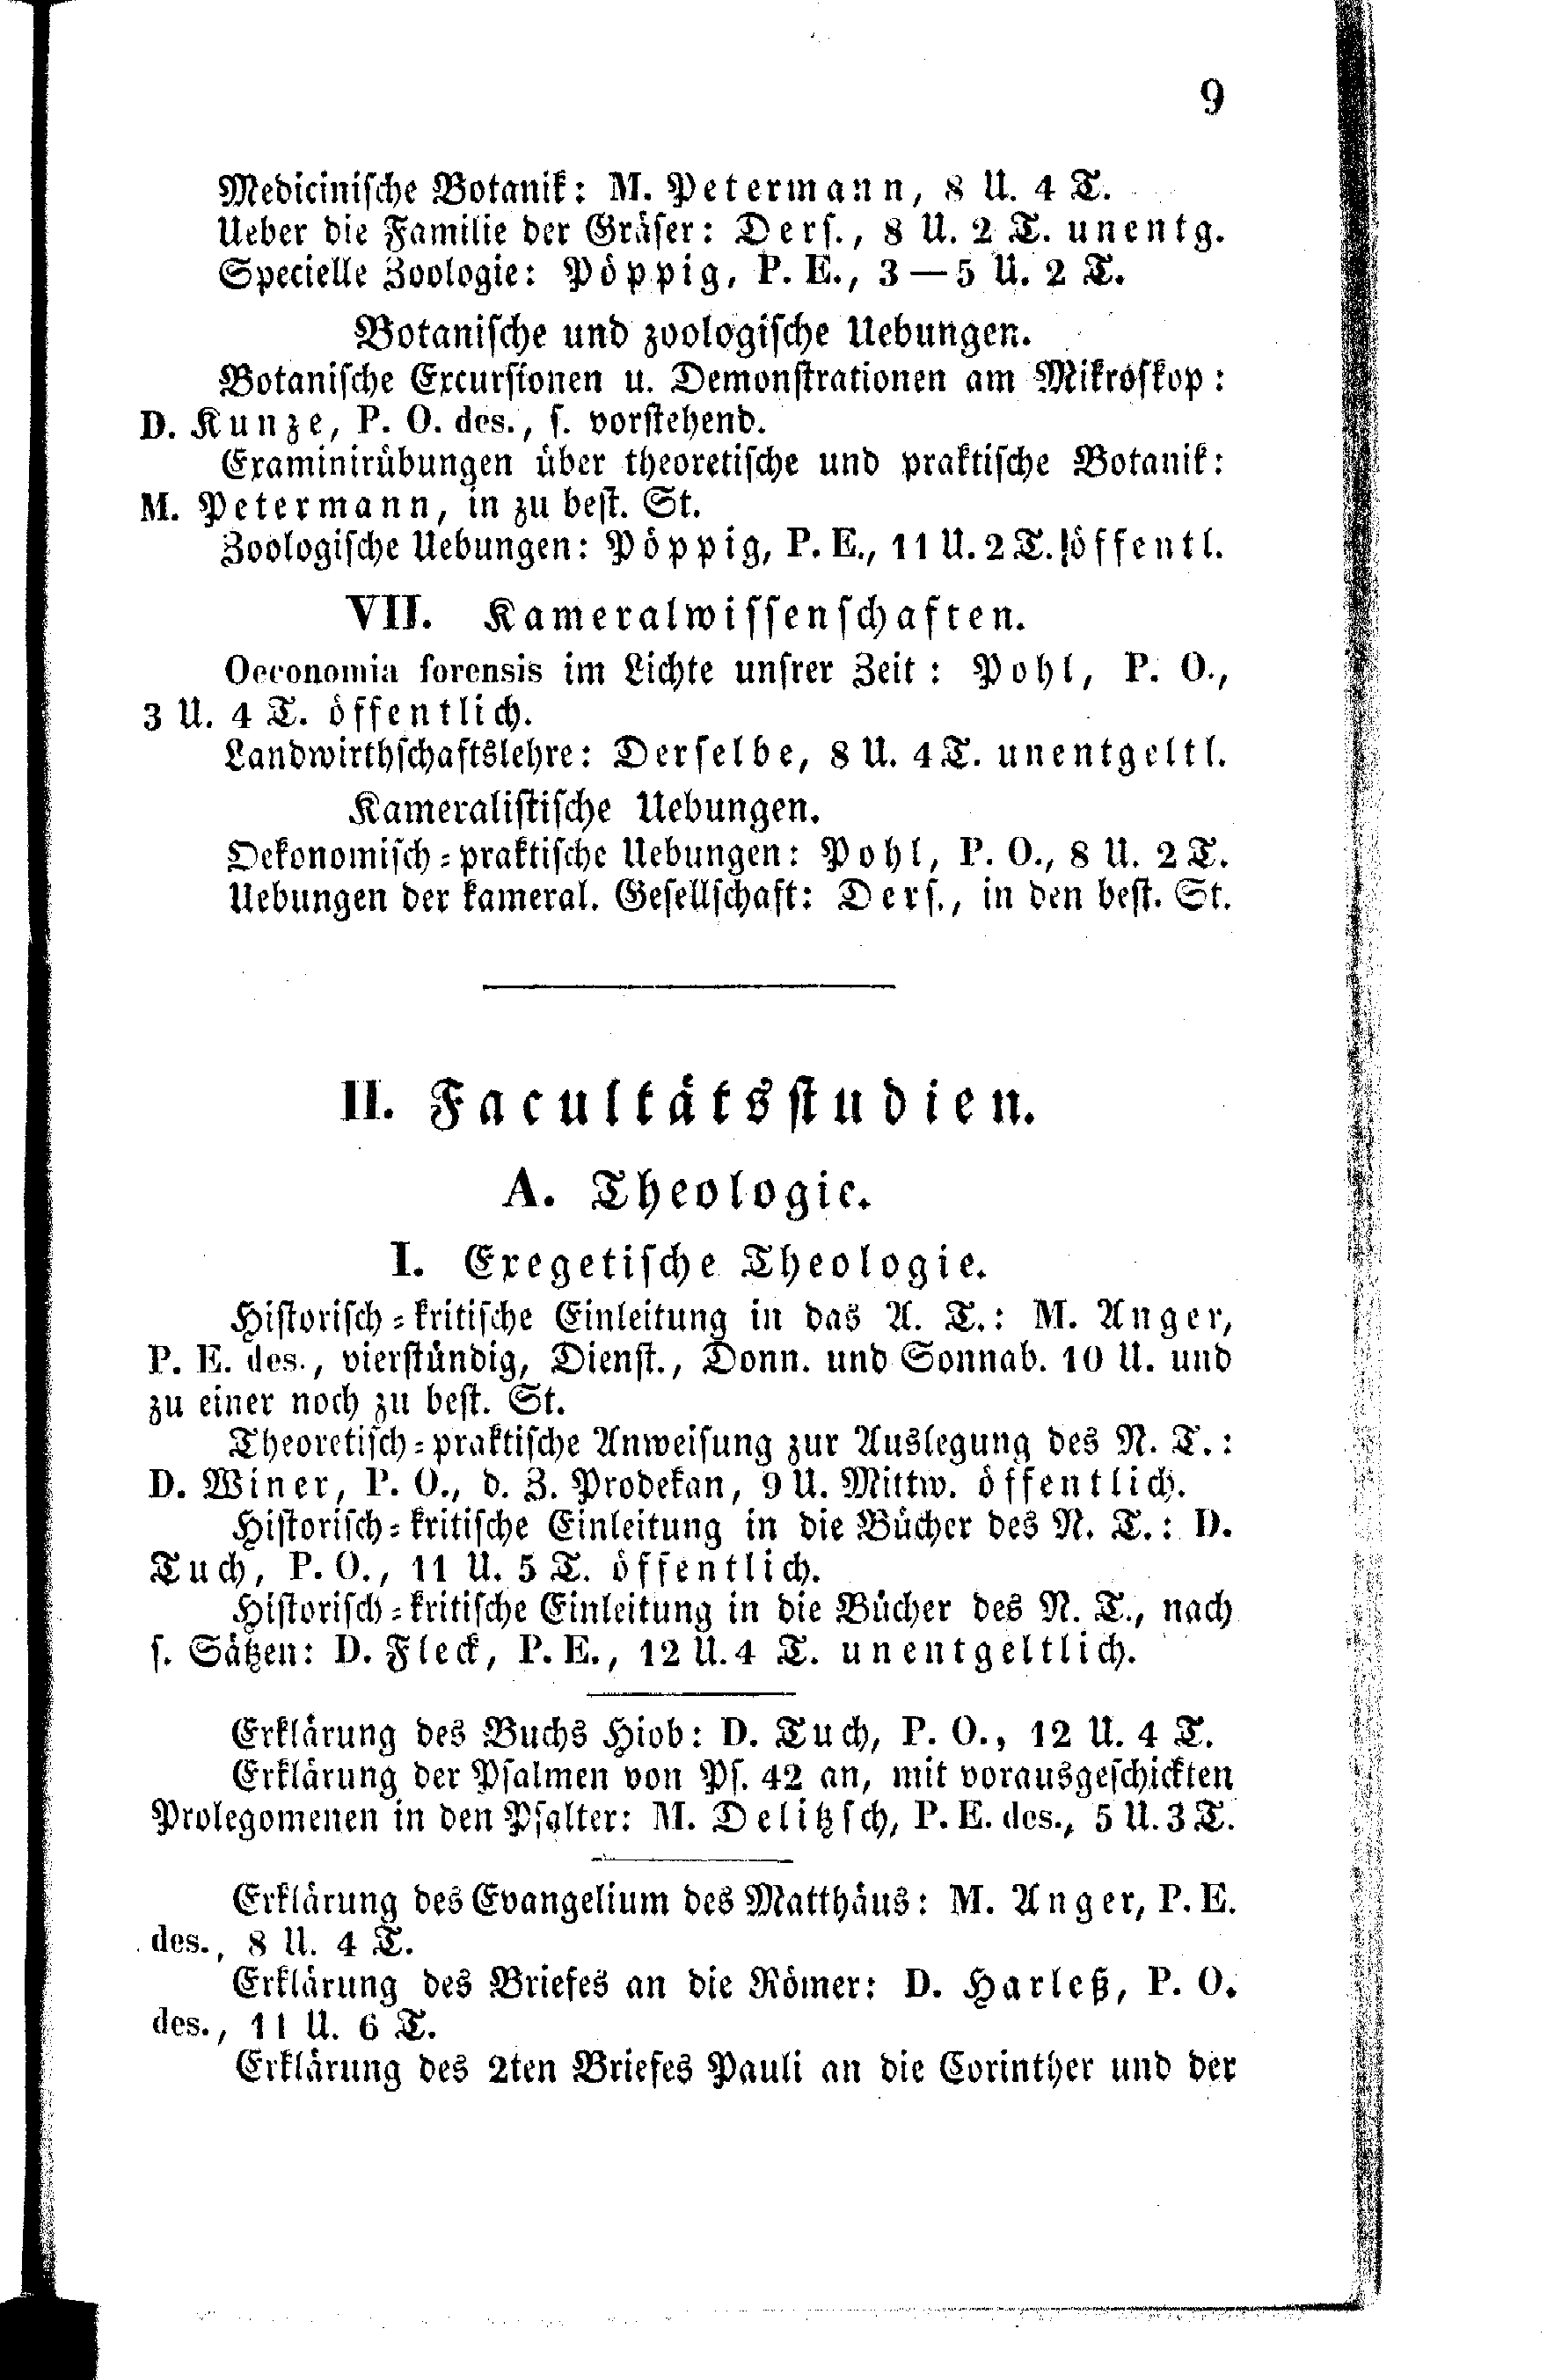 9
Medicinische Botanik: M. Petermann, 8 U. 4 T.
Ueber die Familie der Gräser: Ders., 8 U. 2 T. unentg.
Specielle Zoologie: Pöppig, P. E., 3 — 5 U. 2 T.
Botanische und zoologische Uebungen.
Botanische Excursionen u. Demonstrationen am Mikroskop:
D. Kunze, P. O. des., s. vorstehend.
Examinirübungen über theoretische und praktische Botanik:
M. Petermann, in zu best. St.
Zoologische Uebungen: Pöppig, P. E., 11 U. 2 T. öffentl.
VII. Kameralwissenschaften.
Oeconomia forensis im Lichte unsrer Zeit: Pohl, P. O.,
3 U. 4 T. öffentlich.
Landwirthschaftslehre: Derselbe, 8 U. 4 T. unentgeltl.
Kameralistische Uebungen.
Oekonomisch-praktische Uebungen: Pohl, P. O., 8 U. 2 T.
Uebungen der kameral. Gesellschaft: Ders., in den best. St.
II. Facultätsstudien.
A. Theologie.
I. Exegetische Theologie.
Historisch-kritische Einleitung in das A. T.: M. Anger,
P. E. des., vierstündig, Dienst., Donn. und Sonnab. 10 U. und
zu einer noch zu best. St.
Theoretisch-praktische Anweisung zur Auslegung des N. T.:
D. Winer, P. O., d. Z. Prodekan, 9 U. Mittw. öffentlich.
Historisch-kritische Einleitung in die Bücher des N. T.: D.
Tuch, P. O., 11 U. 5 T. öffentlich.
Historisch-kritische Einleitung in die Bücher des N. T., nach
s. Sätzen: D. Fleck, P. E., 12 U. 4 T. unentgeltlich.
Erklärung des Buchs Hiob: D. Tuch, P. O., 12 U. 4 T.
Erklärung der Psalmen von Ps. 42 an, mit vorausgeschickten
Prolegomenen in den Psalter: M. Delitzsch, P. E. des., 5 U. 3 T.
Erklärung des Evangelium des Matthäus: M. Anger, P. E.
des., 8 U. 4 T.
Erklärung des Briefes an die Römer: D. Harleß, P. O.
des., 11 U. 6 T.
Erklärung des 2ten Briefes Pauli an die Corinther und der